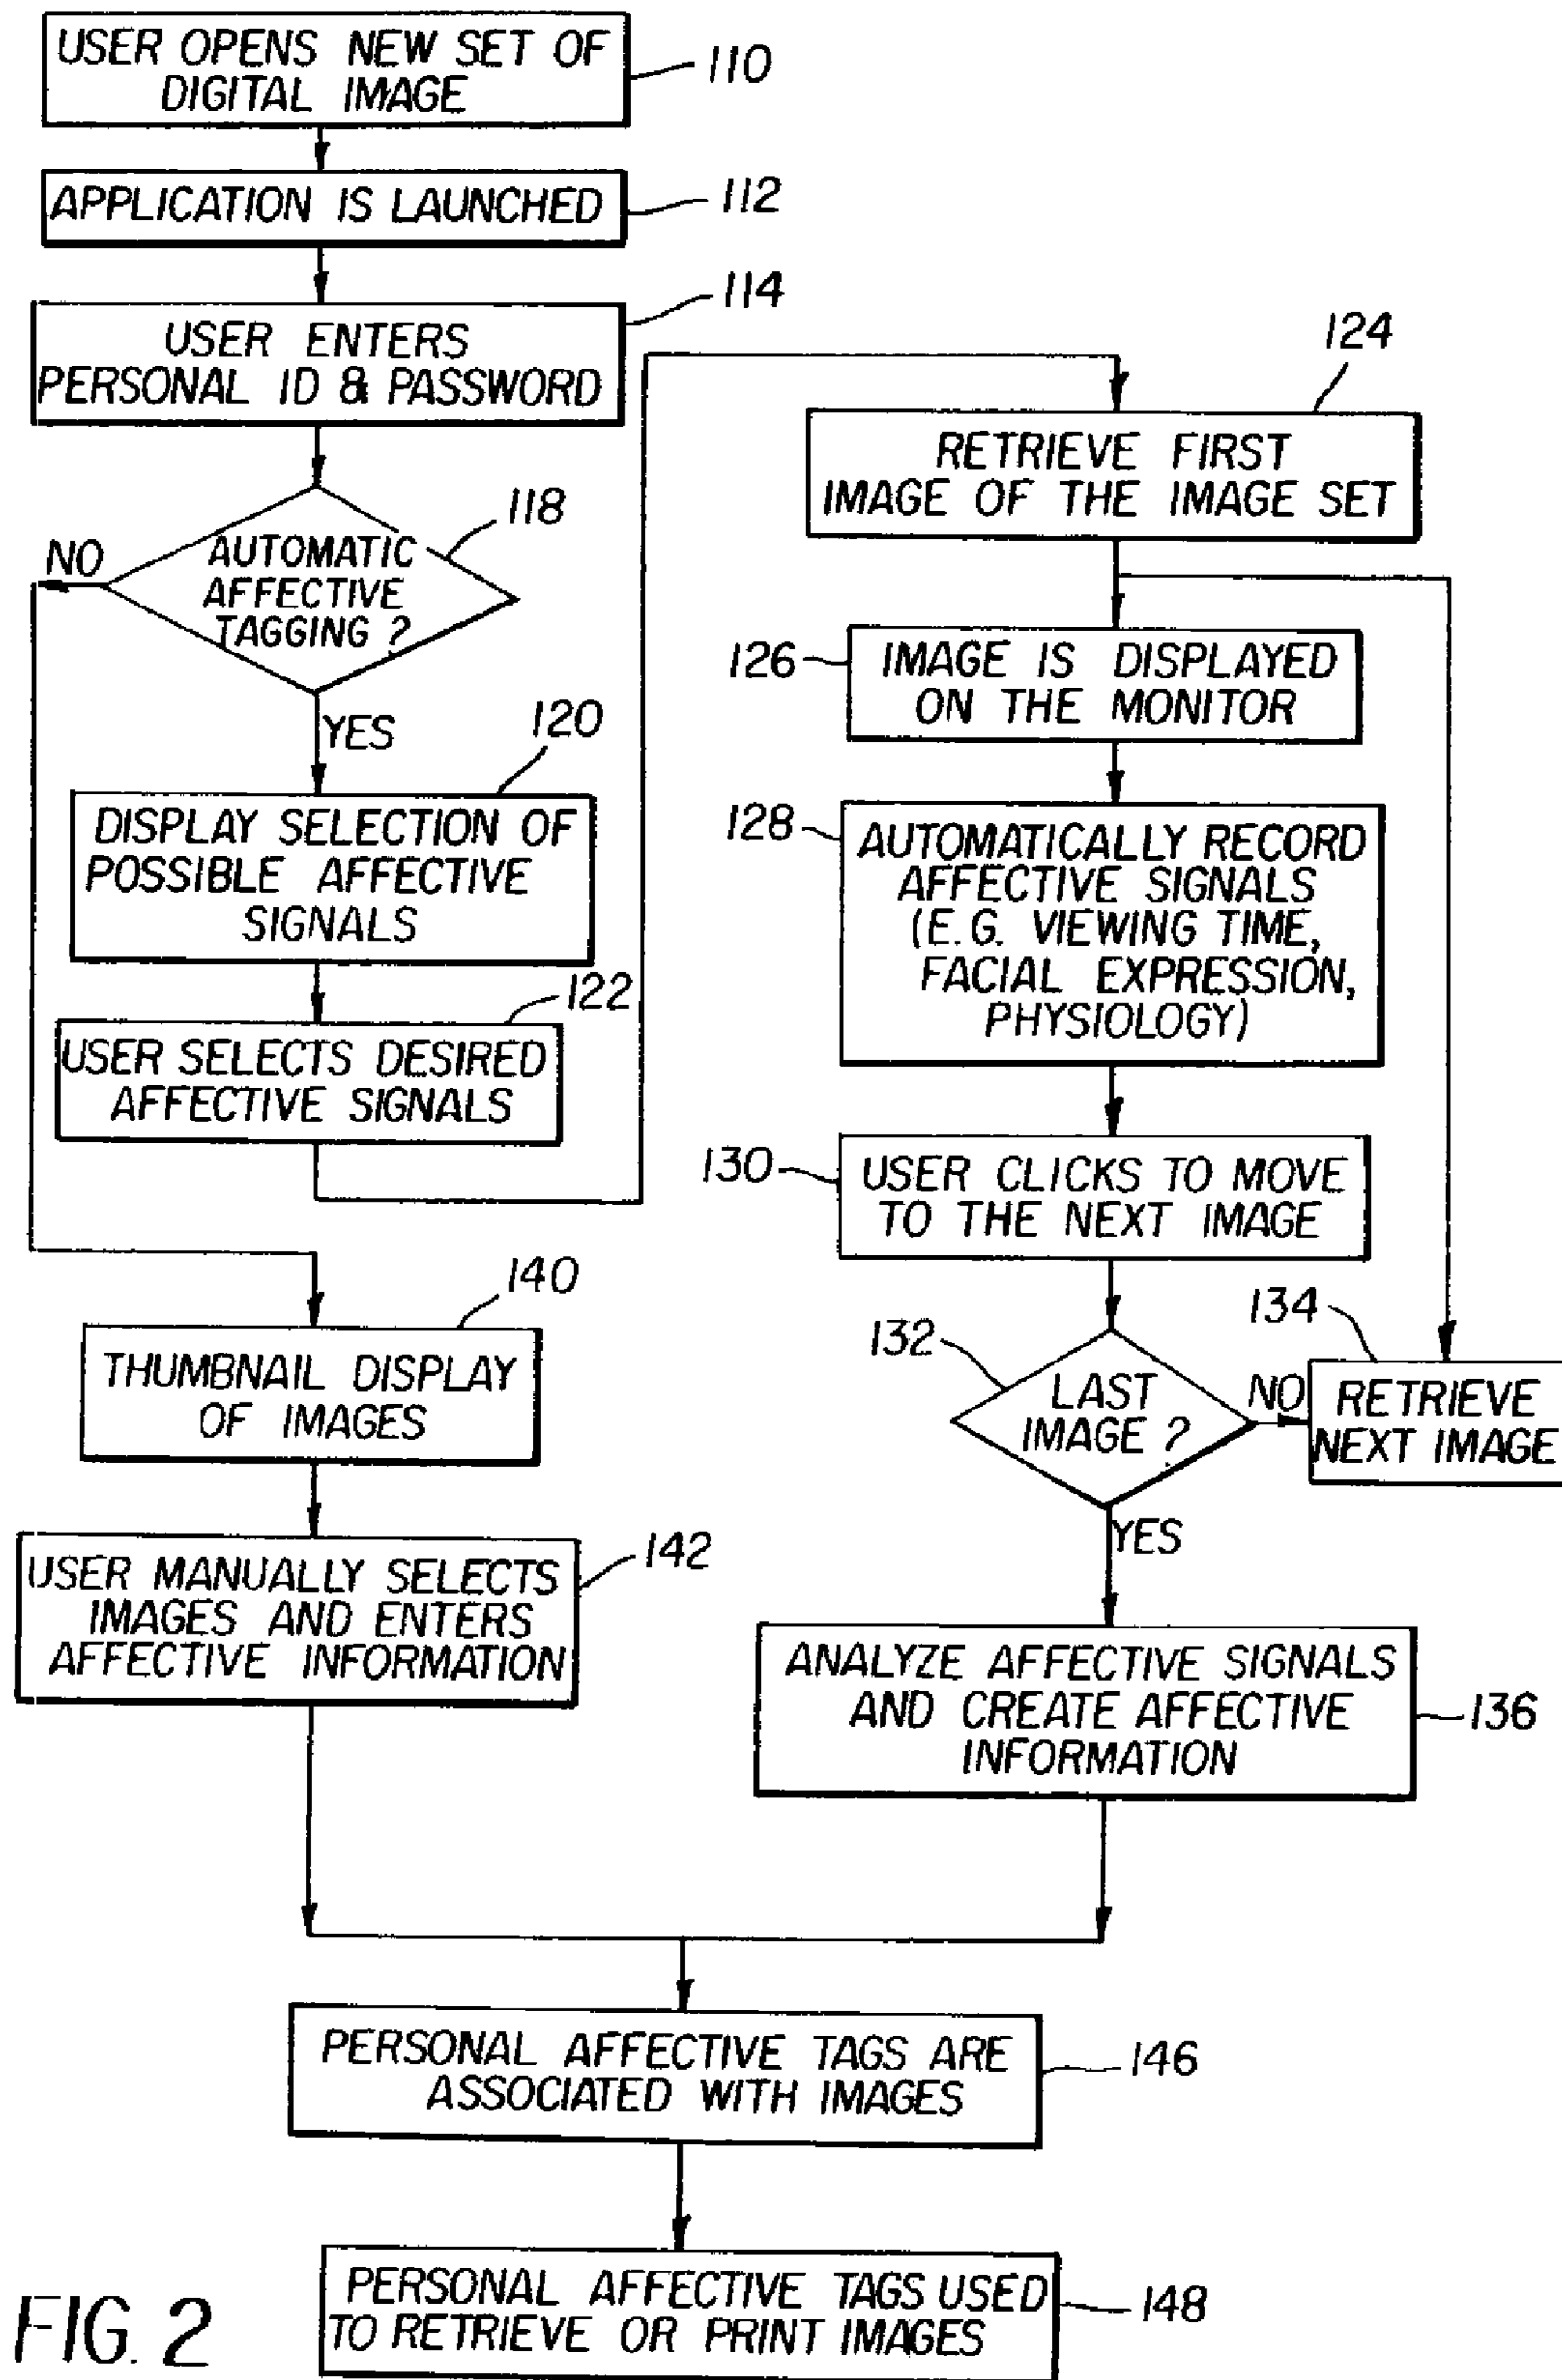 USER OPENS NEW SET OF
DIGITAL IMAGE
110
APPLICATION IS LAUNCHED
112
114
USER ENTERS
PERSONAL ID & PASSWORD
118
NO
AUTOMATIC
AFFECTIVE
TAGGING ?
YES
120
DISPLAY SELECTION OF
POSSIBLE AFFECTIVE
SIGNALS
122
USER SELECTS DESIRED
AFFECTIVE SIGNALS
124
RETRIEVE FIRST
IMAGE OF THE IMAGE SET
126
IMAGE IS DISPLAYED
ON THE MONITOR
128
AUTOMATICALLY RECORD
AFFECTIVE SIGNALS
(E.G. VIEWING TIME,
FACIAL EXPRESSION,
PHYSIOLOGY)
130
USER CLICKS TO MOVE
TO THE NEXT IMAGE
132
LAST
IMAGE ?
NO
134
RETRIEVE
NEXT IMAGE
YES
ANALYZE AFFECTIVE SIGNALS
AND CREATE AFFECTIVE
INFORMATION
136
140
THUMBNAIL DISPLAY
OF IMAGES
142
USER MANUALLY SELECTS
IMAGES AND ENTERS
AFFECTIVE INFORMATION
PERSONAL AFFECTIVE TAGS ARE
ASSOCIATED WITH IMAGES
146
PERSONAL AFFECTIVE TAGS USED
TO RETRIEVE OR PRINT IMAGES
148
FIG. 2